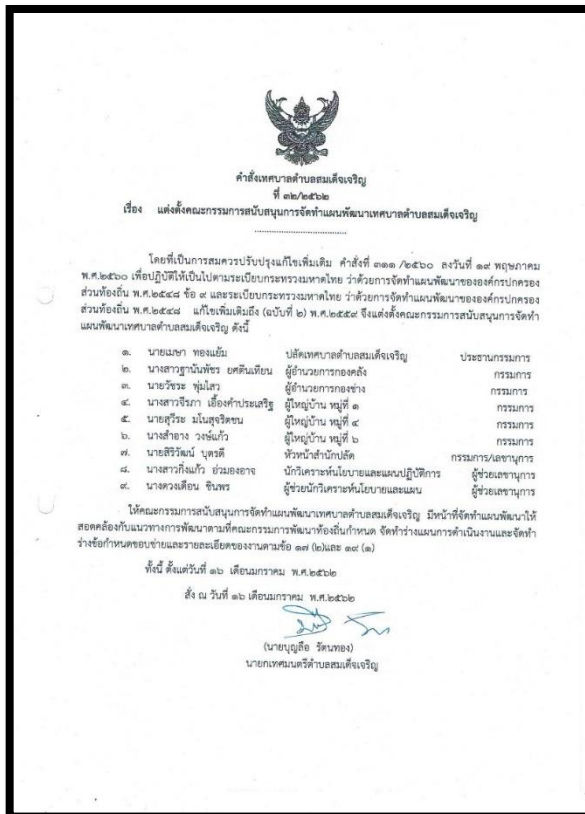 คำสั่งเทศบาลตำบลสมเด็จเจริญ
ที่ ๓๒/๒๕๖๒
เรื่อง แต่งตั้งคณะกรรมการสนับสนุนการจัดทำแผนพัฒนาเทศบาลตำบลสมเด็จเจริญ
โดยที่เป็นการสมควรปรับปรุงแก้ไขเพิ่มเติม คำสั่งที่ ๓๑๑ /๒๕๖๐ ลงวันที่ ๑๙ พฤษภาคม
พ.ศ.๒๕๖๐ เพื่อปฏิบัติให้เป็นไปตามระเบียบกระทรวงมหาดไทย ว่าด้วยการจัดทำแผนพัฒนาขององค์กรปกครอง
ส่วนท้องถิ่น พ.ศ.๒๕๔๘ ข้อ ๙ และระเบียบกระทรวงมหาดไทย ว่าด้วยการจัดทำแผนพัฒนาขององค์กรปกครอง
ส่วนท้องถิ่น พ.ศ.๒๕๔๘ แก้ไขเพิ่มเติมถึง (ฉบับที่ ๒) พ.ศ.๒๕๕๙ จึงแต่งตั้งคณะกรรมการสนับสนุนการจัดทำ
แผนพัฒนาเทศบาลตำบลสมเด็จเจริญ ดังนี้
๑. นายเมษา ทองแย้ม ปลัดเทศบาลตำบลสมเด็จเจริญ ประธานกรรมการ
๒. นางสาวฐานันพัชร ยศตีนเทียน ผู้อำนวยการกองคลัง กรรมการ
๓. นายวัชระ พุ่มไสว ผู้อำนวยการกองช่าง กรรมการ
๔. นางสาวจีรภา เอื้องคำประเสริฐ ผู้ใหญ่บ้าน หมู่ที่ ๑ กรรมการ
๕. นายสุวีระ มโนสุจริตชน ผู้ใหญ่บ้าน หมู่ที่ ๔ กรรมการ
๖. นางสำอาง วงษ์แก้ว ผู้ใหญ่บ้าน หมู่ที่ ๖ กรรมการ
๗. นายสิริวัฒน์ บุตรดี หัวหน้าสำนักปลัด กรรมการ/เลขานุการ
๘. นางสาวกิ่งแก้ว อ่วมองอาจ นักวิเคราะห์นโยบายและแผนปฏิบัติการ ผู้ช่วยเลขานุการ
๙. นางดวงเดือน ชินพร ผู้ช่วยนักวิเคราะห์นโยบายและแผน ผู้ช่วยเลขานุการ
ให้คณะกรรมการสนับสนุนการจัดทำแผนพัฒนาเทศบาลตำบลสมเด็จเจริญ มีหน้าที่จัดทำแผนพัฒนาให้
สอดคล้องกับแนวทางการพัฒนาตามที่คณะกรรมการพัฒนาท้องถิ่นกำหนด จัดทำร่างแผนการดำเนินงานและจัดทำ
ร่างข้อกำหนดขอบข่ายและรายละเอียดของงานตามข้อ ๑๗ (๒)และ ๑๙ (๑)
ทั้งนี้ ตั้งแต่วันที่ ๑๖ เดือนมกราคม พ.ศ.๒๕๖๒
สั่ง ณ วันที่ ๑๖ เดือนมกราคม พ.ศ.๒๕๖๒
(นายบุญลือ รัตนทอง)
นายกเทศมนตรีตำบลสมเด็จเจริญ